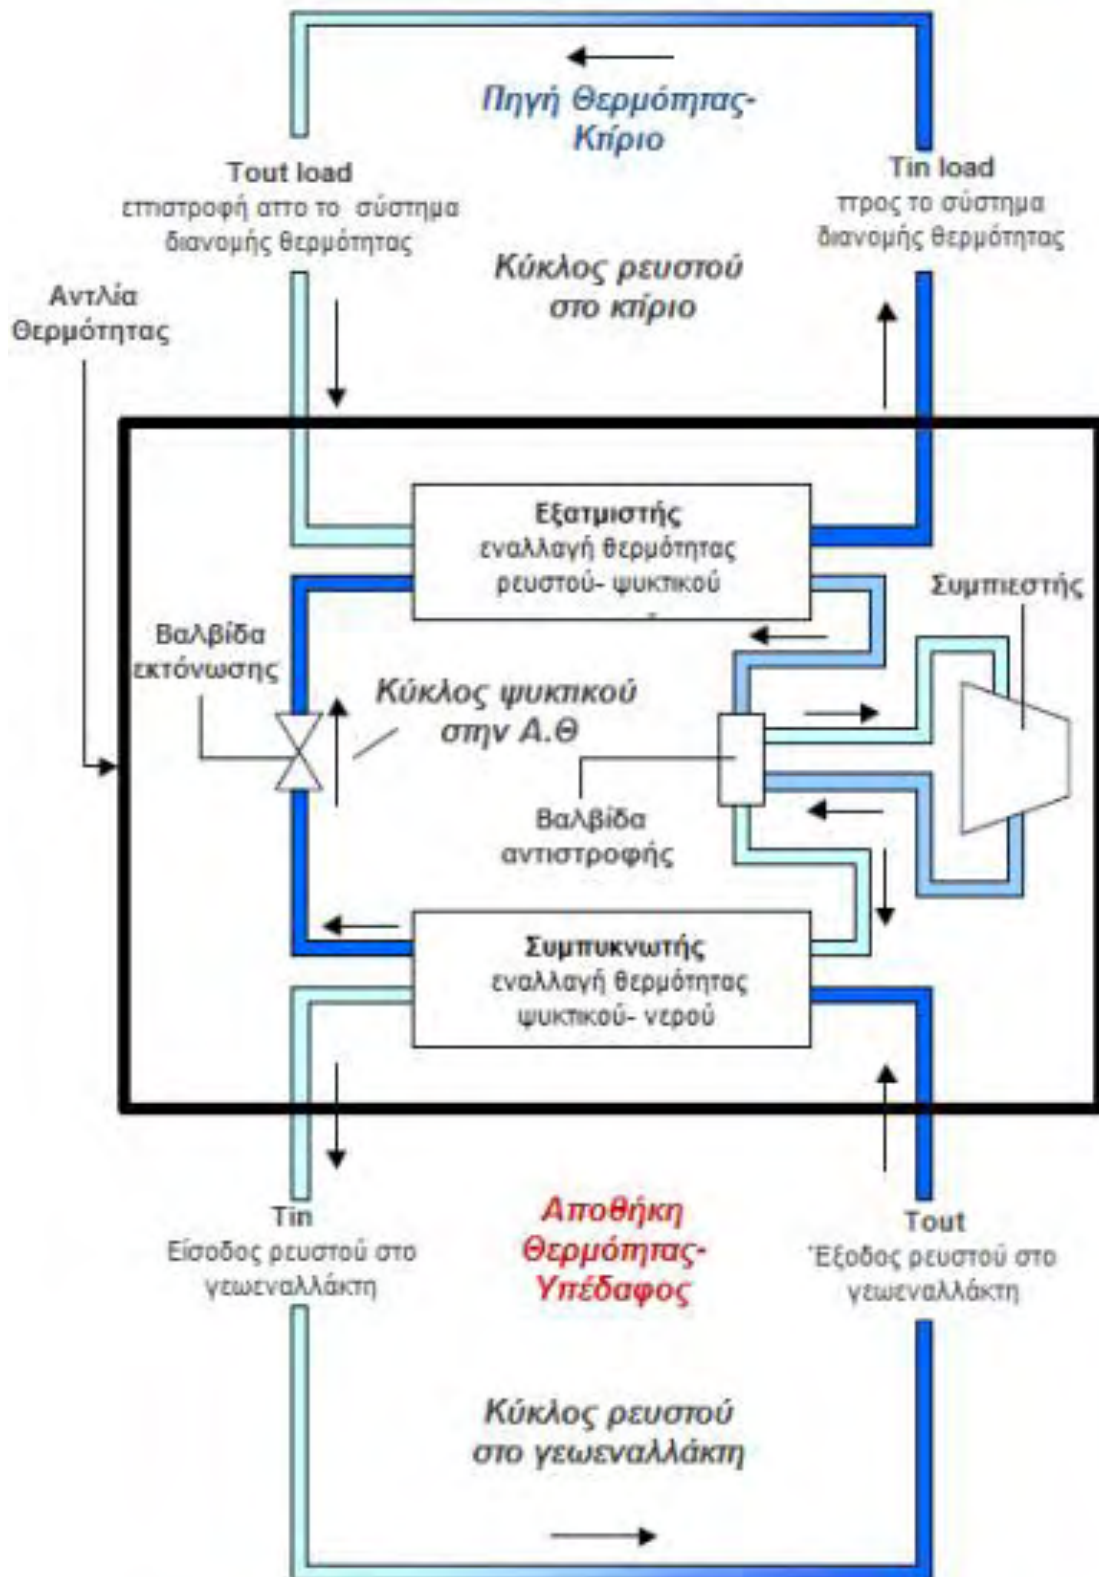 Πηγή Θερμότητας-
Κτίριο
Tout load
επιστροφή απο το σύστημα
διανομής θερμότητας
Tin load
προς το σύστημα
διανομής θερμότητας
Κύκλος ρευστού
στο κτίριο
Αντλία
Θερμότητας
Εξατμιστής
εναλλαγή θερμότητας
ρευστού- ψυκτικού
Συμπιεστής
Βαλβίδα
εκτόνωσης
Κύκλος ψυκτικού
στην Α.Θ
Βαλβίδα
αντιστροφής
Συμπυκνωτής
εναλλαγή θερμότητας
ψυκτικού- νερού
Tin
Είσοδος ρευστού στο
γεωεναλλάκτη
Αποθήκη
Θερμότητας-
Υπέδαφος
Tout
Έξοδος ρευστού στο
γεωεναλλάκτη
Κύκλος ρευστού
στο γεωεναλλάκτη